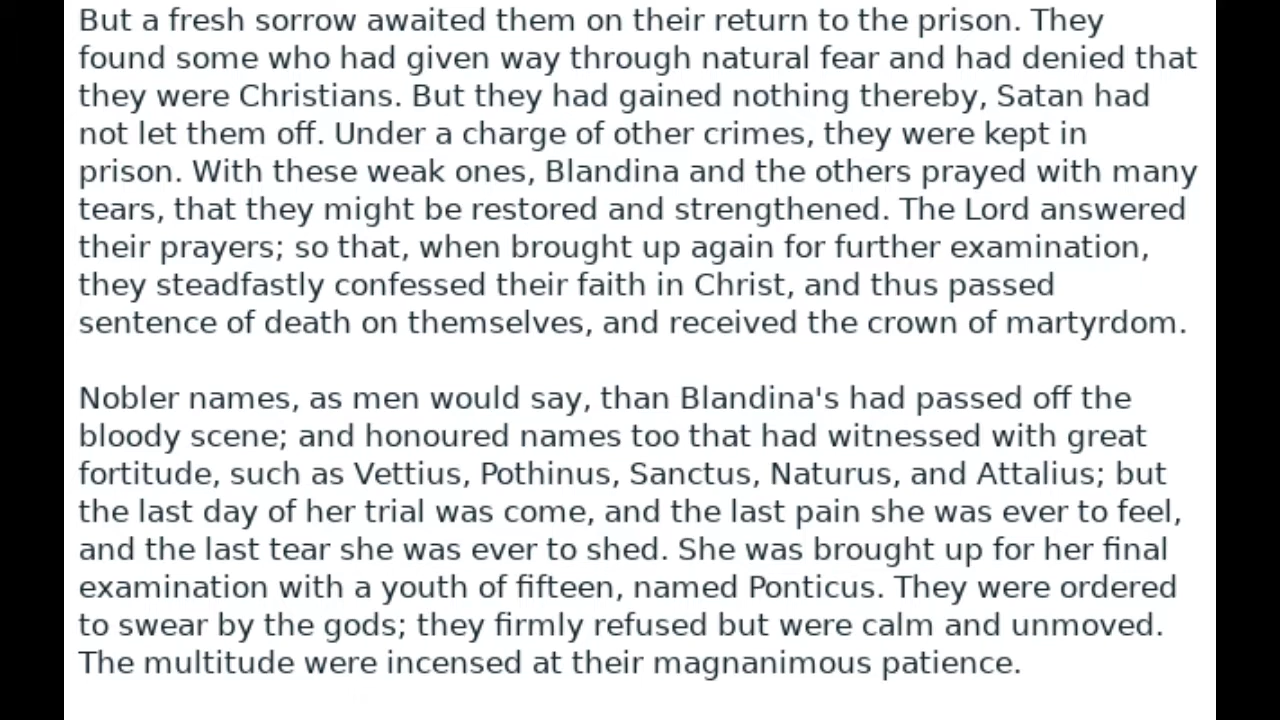 But a fresh sorrow awaited them on their return to the prison. They
found some who had given way through natural fear and had denied that
they were Christians. But they had gained nothing thereby, Satan had
not let them off. Under a charge of other crimes, they were kept in
prison. With these weak ones, Blandina and the others prayed with many
tears, that they might be restored and strengthened. The Lord answered
their prayers; so that, when brought up again for further examination,
they steadfastly confessed their faith in Christ, and thus passed
sentence of death on themselves, and received the crown of martyrdom.
Nobler names, as men would say, than Blandina's had passed off the
bloody scene; and honoured names too that had witnessed with great
fortitude, such as Vettius, Pothinus, Sanctus, Naturus, and Attalius; but
the last day of her trial was come, and the last pain she was ever to feel,
and the last tear she was ever to shed. She was brought up for her final
examination with a youth of fifteen, named Ponticus. They were ordered
to swear by the gods; they firmly refused but were calm and unmoved.
The multitude were incensed at their magnanimous patience.